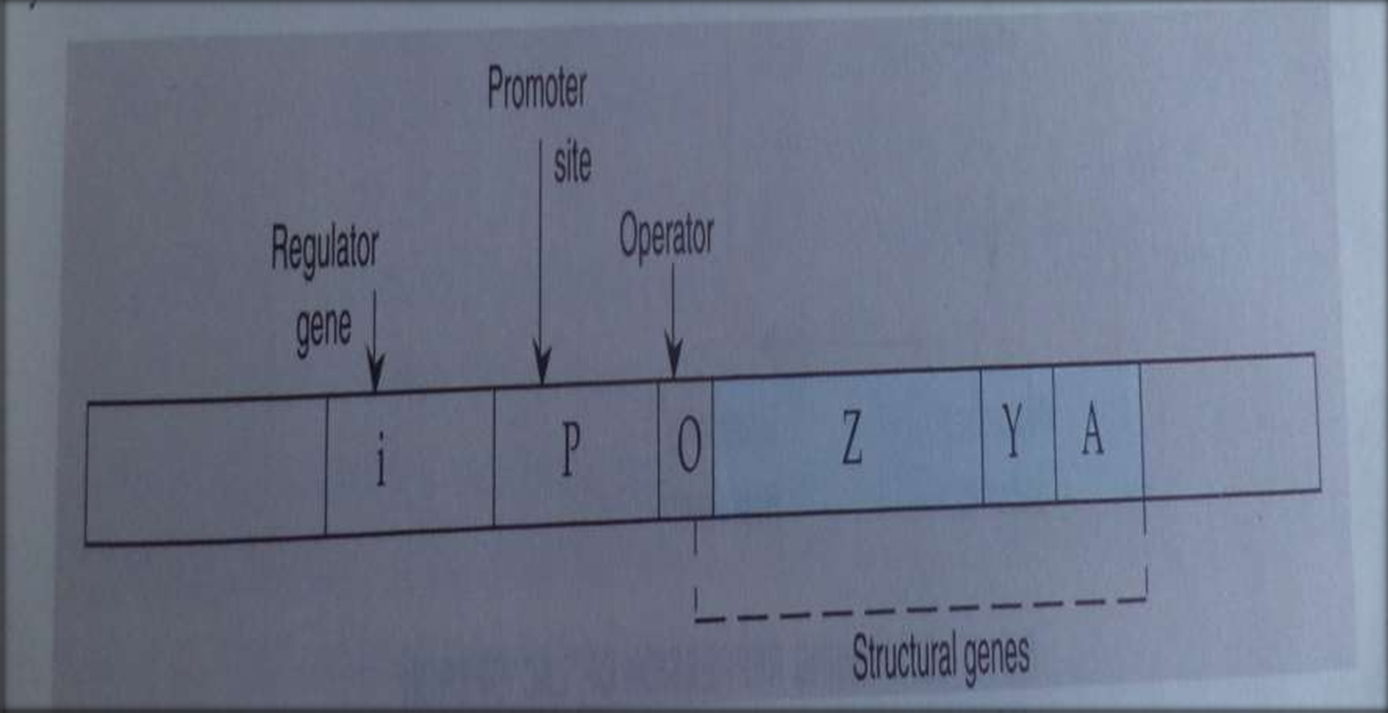 Promoter
site
Regulator
gene
Operator
i P O Z Y A
Structural genes